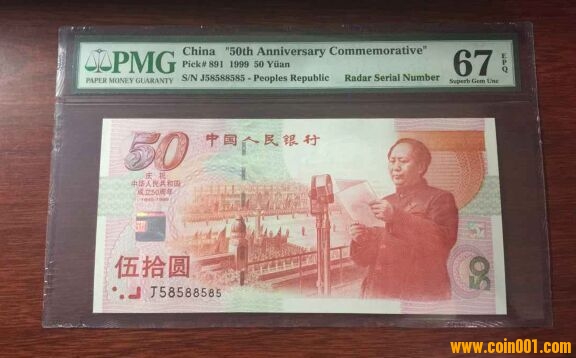 PMG
PAPER MONEY GUARANTY
China "50th Anniversary Commemorative"
Pick# 891 1999 50 Yüan
S/N J58588585 - Peoples Republic Radar Serial Number
67 EPQ
Superb Gem Unc
50
中国人民银行
庆祝
中华人民共和国
成立50周年
1949-1999
伍拾圆
J58588585
50
www.coin001.com